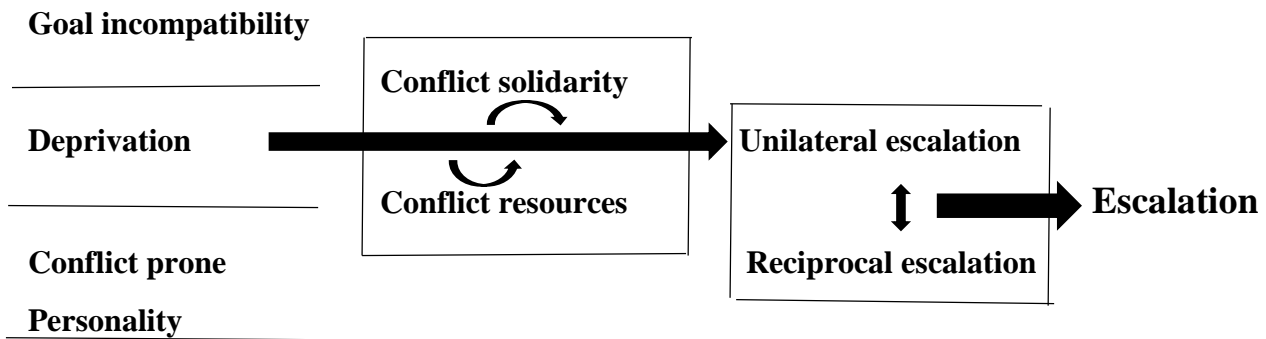 Goal incompatibility
Deprivation
Conflict prone
Personality
Conflict solidarity
Conflict resources
Unilateral escalation
Reciprocal escalation
Escalation